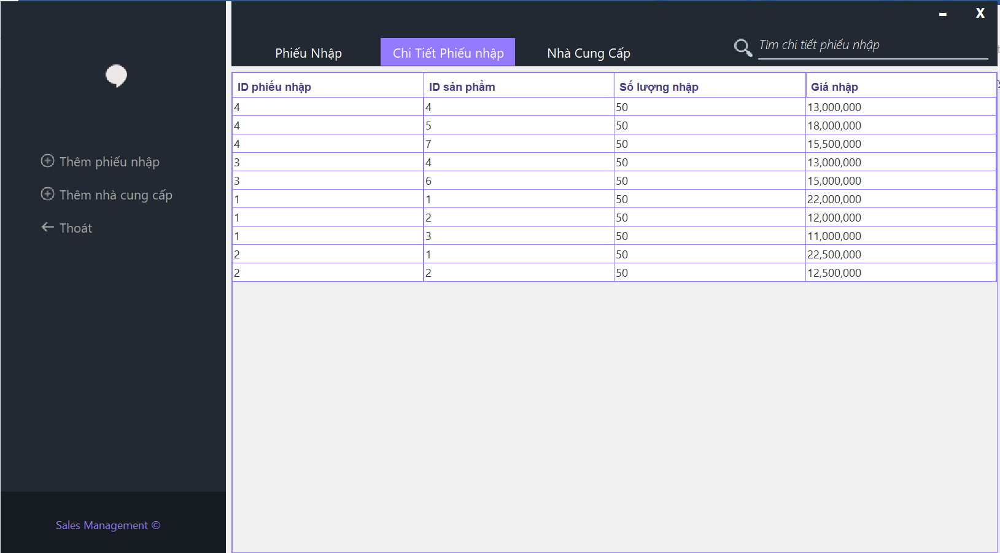 X
Phiếu Nhập Chi Tiết Phiếu nhập Nhà Cung Cấp Tìm chi tiết phiếu nhập
Thêm phiếu nhập
Thêm nhà cung cấp
Thoát
Sales Management ©
ID phiếu nhập ID sản phẩm Số lượng nhập Giá nhập
4 4 50 13,000,000
4 5 50 18,000,000
4 7 50 15,500,000
3 4 50 13,000,000
3 6 50 15,000,000
1 1 50 22,000,000
1 2 50 12,000,000
1 3 50 11,000,000
2 1 50 22,500,000
2 2 50 12,500,000